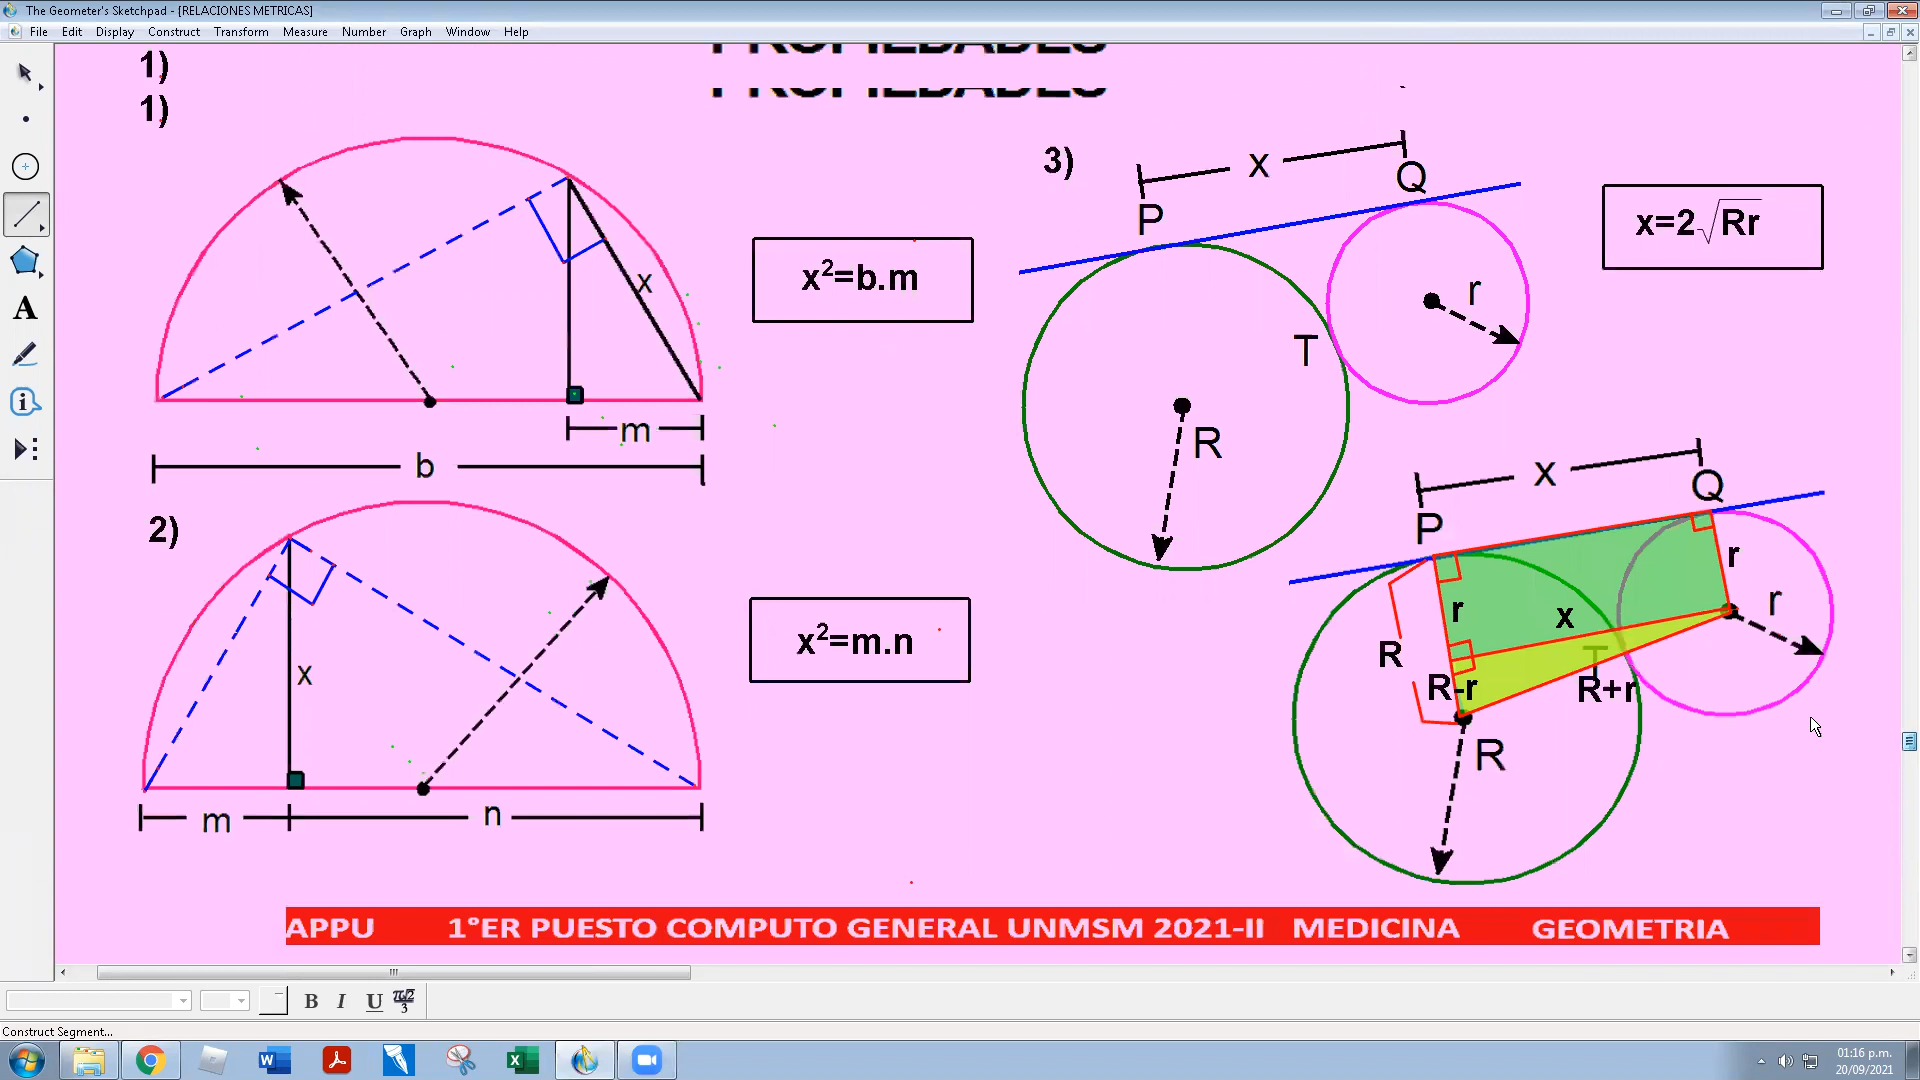 The Geometer's Sketchpad - [RELACIONES METRICAS]
File Edit Display Construct Transform Measure Number Graph Window Help
PROPIEDADES
PROPIEDADES
1)
1)
x
m
b
x²=b.m
2)
x
m
n
x²=m.n
3)
x
P
Q
r
T
R
x=2√Rr
x
P
Q
r
r
r
x
R
T
R-r
R+r
R
APPU 1°ER PUESTO COMPUTO GENERAL UNMSM 2021-II MEDICINA GEOMETRIA
B I U
Construct Segment...
01:16 p.m.
20/09/2021